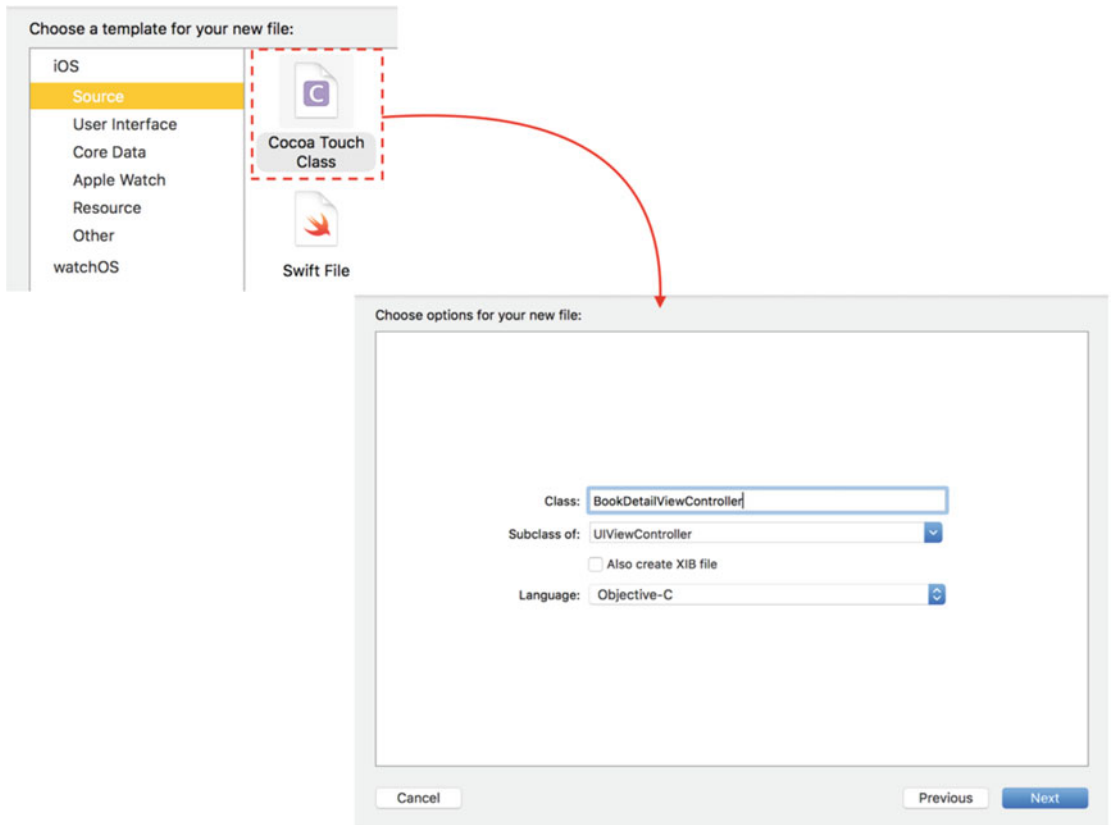 Choose a template for your new file:
iOS
Source
User Interface
Core Data
Apple Watch
Resource
Other
watchOS
C
Cocoa Touch
Class
Swift File
Choose options for your new file:
Class: BookDetailViewController
Subclass of: UIViewController
Also create XIB file
Language: Objective-C
Cancel Previous Next